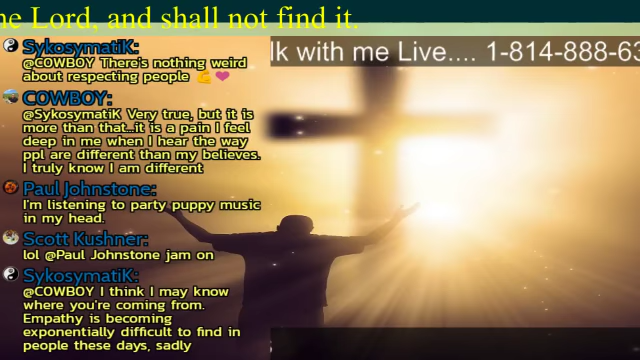 he Lord, and shall not find it.
lk with me Live.... 1-814-888-63
SykosymatiK:
@COWBOY There's nothing weird
about respecting people 💪❤
COWBOY:
@SykosymatiK Very true, but it is
more than that...it is a pain I feel
deep in me when I hear the way
ppl are different than my believes.
I truly know I am different
Paul Johnstone:
I'm listening to party puppy music
in my head.
Scott Kushner:
lol @Paul Johnstone jam on
SykosymatiK:
@COWBOY I think I may know
where you're coming from.
Empathy is becoming
exponentially difficult to find in
people these days, sadly